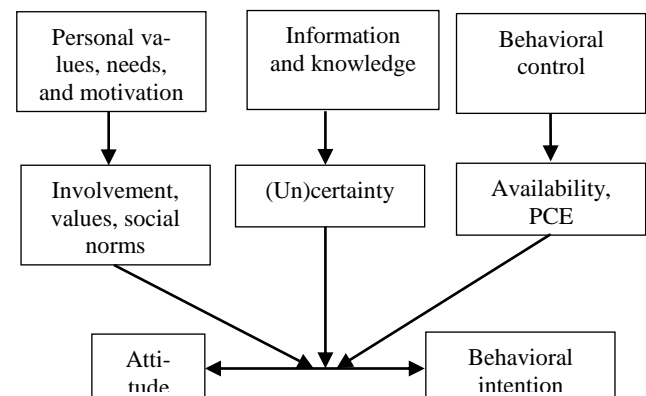 Personal va-
lues, needs,
and motivation
Information
and knowledge
Behavioral
control
Involvement,
values, social
norms
(Un)certainty
Availability,
PCE
Atti-
tude
Behavioral
intention